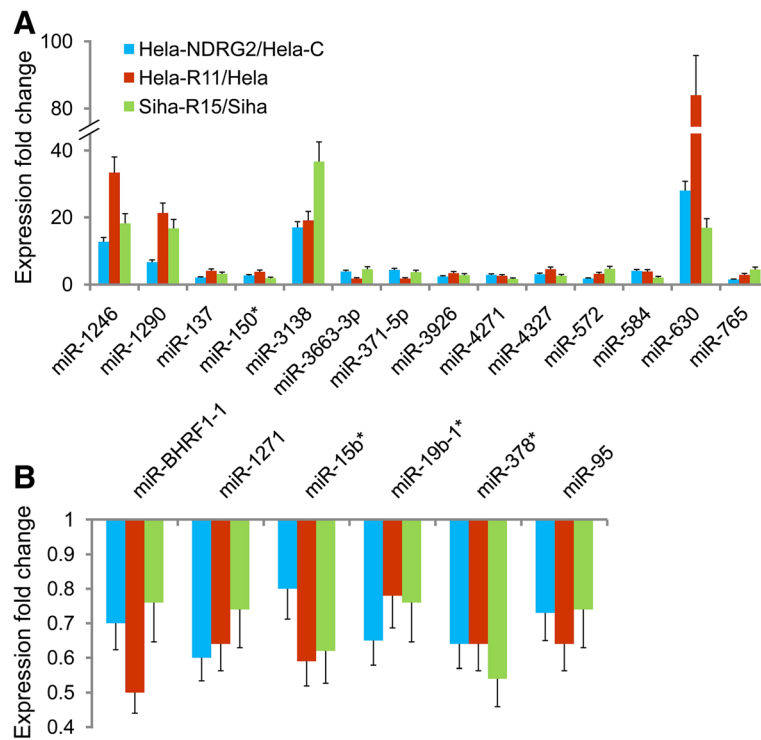 A
Expression fold change
100
80
40
20
0
Hela-NDRG2/Hela-C
Hela-R11/Hela
Siha-R15/Siha
miR-1246
miR-1290
miR-137
miR-150*
miR-3138
miR-3663-3p
miR-371-5p
miR-3926
miR-4271
miR-4327
miR-572
miR-584
miR-630
miR-765
B
Expression fold change
miR-BHRF1-1
miR-1271
miR-15b*
miR-19b-1*
miR-378*
miR-95
1
0.9
0.8
0.7
0.6
0.5
0.4